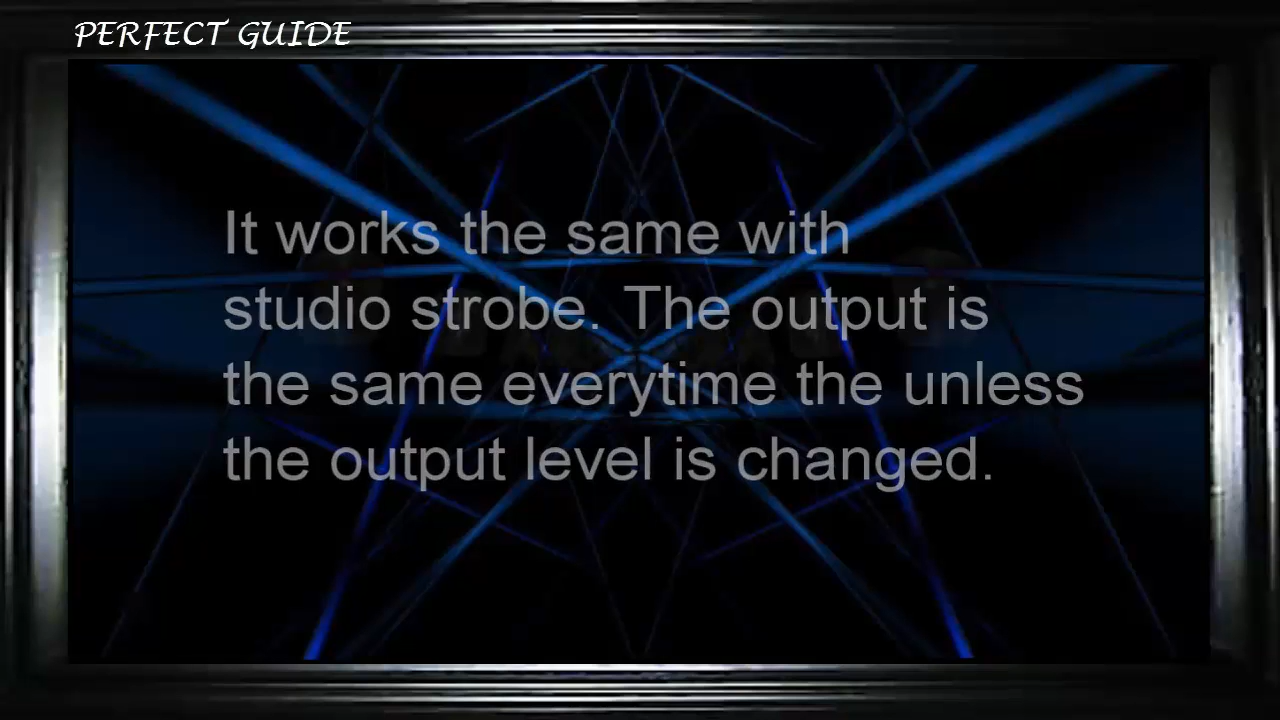 PERFECT GUIDE
It works the same with
studio strobe. The output is
the same everytime the unless
the output level is changed.